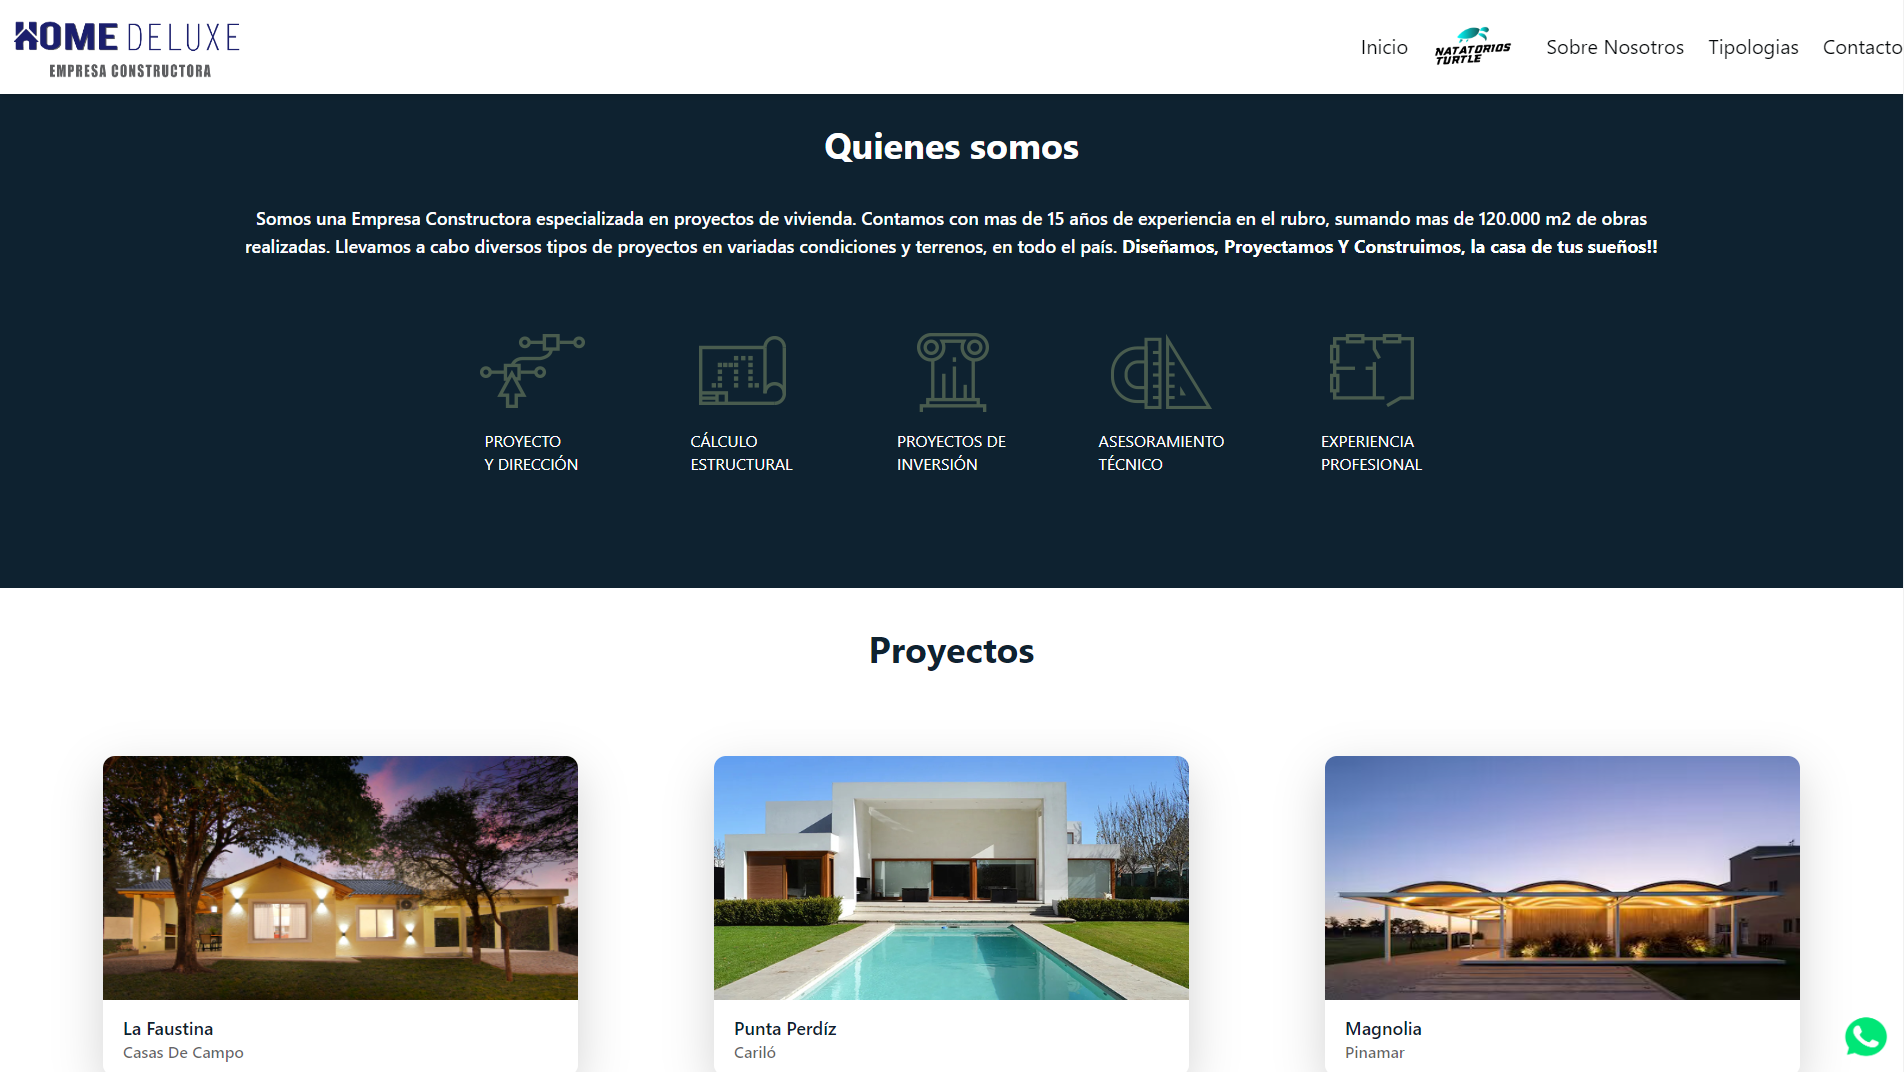 HOME DELUXE
EMPRESA CONSTRUCTORA
Inicio
NATATORIOS
TURTLE
Sobre Nosotros
Tipologias
Contacto
Quienes somos
Somos una Empresa Constructora especializada en proyectos de vivienda. Contamos con mas de 15 años de experiencia en el rubro, sumando mas de 120.000 m2 de obras
realizadas. Llevamos a cabo diversos tipos de proyectos en variadas condiciones y terrenos, en todo el país. Diseñamos, Proyectamos Y Construimos, la casa de tus sueños!!
PROYECTO
Y DIRECCIÓN
CÁLCULO
ESTRUCTURAL
PROYECTOS DE
INVERSIÓN
ASESORAMIENTO
TÉCNICO
EXPERIENCIA
PROFESIONAL
Proyectos
La Faustina
Casas De Campo
Punta Perdíz
Cariló
Magnolia
Pinamar